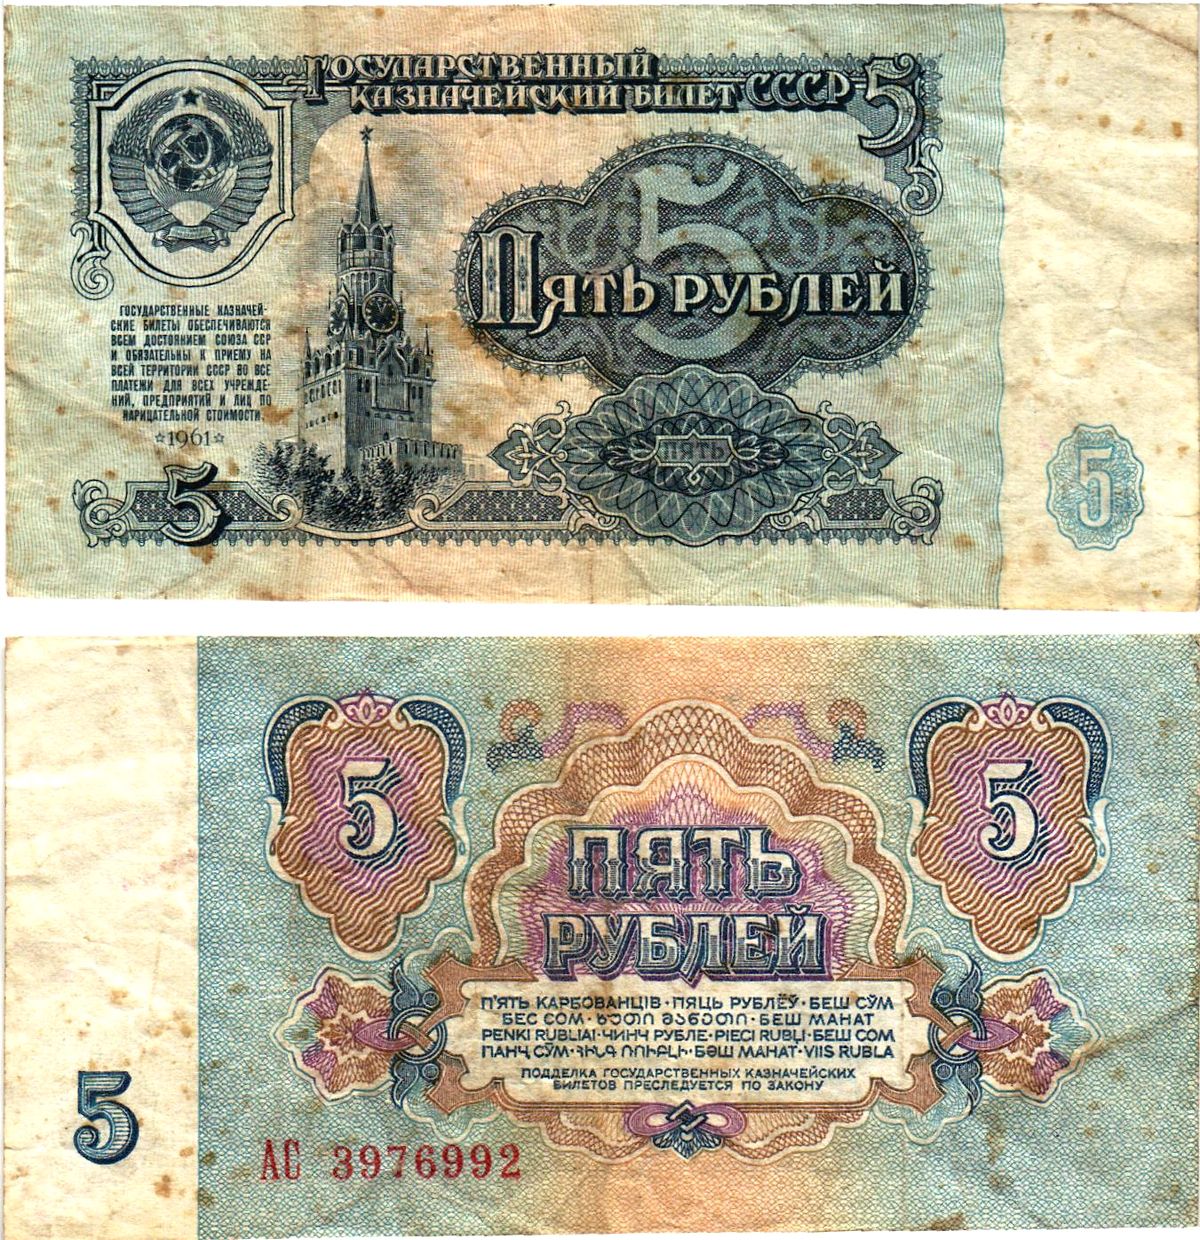 Государственный
казначейский билет СССР
5
5
Пять рублей
ГОСУДАРСТВЕННЫЕ КАЗНАЧЕЙ-
СКИЕ БИЛЕТЫ ОБЕСПЕЧИВАЮТСЯ
ВСЕМ ДОСТОЯНИЕМ СОЮЗА ССР
И ОБЯЗАТЕЛЬНЫ К ПРИЕМУ НА
ВСЕЙ ТЕРРИТОРИИ СССР ВО ВСЕ
ПЛАТЕЖИ ДЛЯ ВСЕХ УЧРЕЖДЕ-
НИЙ, ПРЕДПРИЯТИЙ И ЛИЦ ПО
НАРИЦАТЕЛЬНОЙ СТОИМОСТИ.
☆1961☆
ПЯТЬ
5
5
5
5
ПЯТЬ
РУБЛЕЙ
П'ЯТЬ КАРБОВАНЦІВ · ПЯЦЬ РУБЛЁЎ · БЕШ СЎМ
БЕС СОМ · ᲮᲣᲗᲘ ᲛᲐᲜᲔᲗᲘ · БЕШ МАНАТ
PENKI RUBLIAI · ЧИНЧ РУБЛЕ · PIECI RUBĻI · БЕШ СОМ
ПАНҶ СӮМ · ՀԻՆԳ ՌՈՒԲԼԻ · БӘШ МАНАТ · VIIS RUBLA
ПОДДЕЛКА ГОСУДАРСТВЕННЫХ КАЗНАЧЕЙСКИХ
БИЛЕТОВ ПРЕСЛЕДУЕТСЯ ПО ЗАКОНУ
5
АС 3976992